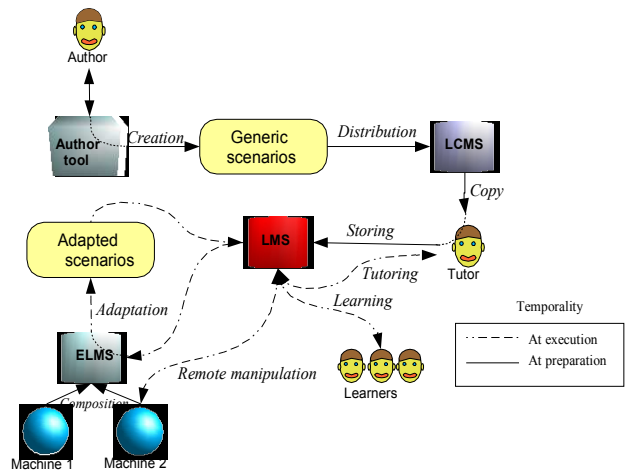 Author
Author
tool
Creation
Generic
scenarios
Distribution
LCMS
Copy
Adapted
scenarios
LMS
Storing
Tutoring
Tutor
Learning
Adaptation
Temporality
At execution
At preparation
ELMS
Remote manipulation
Learners
Composition
Machine 1
Machine 2